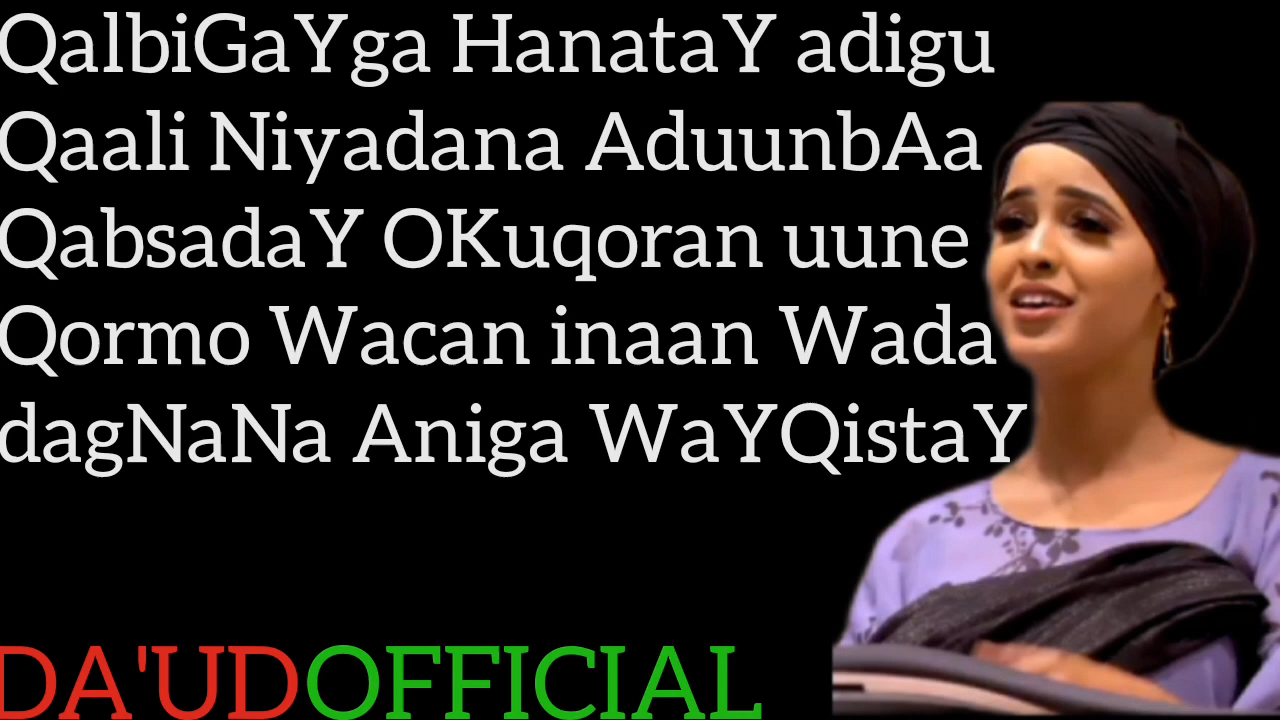 QalbiGaYga HanataY adigu
Qaali Niyadana AduunbAa
QabsadaY OKuqoran uune
Qormo Wacan inaan Wada
dagNaNa Aniga WaYQistaY
DA'UDOFFICIAL